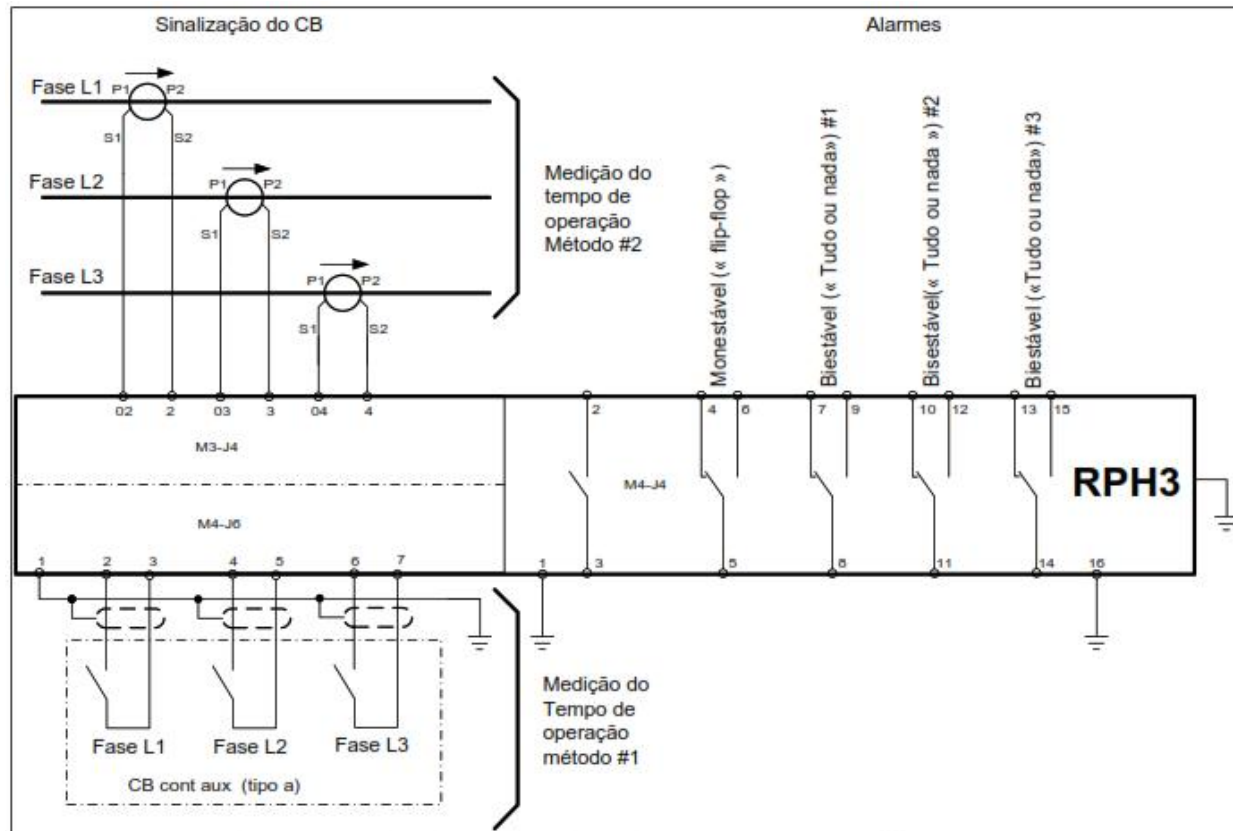 Sinalização do CB
Alarmes
Fase L1
P1
P2
S1
S2
Fase L2
P1
P2
S1
S2
Fase L3
P1
P2
S1
S2
Medição do
tempo de
operação
Método #2
Monestável (« flip-flop »)
Biestável (« Tudo ou nada») #1
Bisestável(« Tudo ou nada ») #2
Biestável («Tudo ou nada») #3
02 2 03 3 04 4
2 4 6 7 9 10 12 13 15
M3-J4
M4-J4
RPH3
M4-J6
1 2 3 4 5 6 7
1 3 5 8 11 14 16
Fase L1 Fase L2 Fase L3
CB cont aux (tipo a)
Medição do
Tempo de
operação
método #1